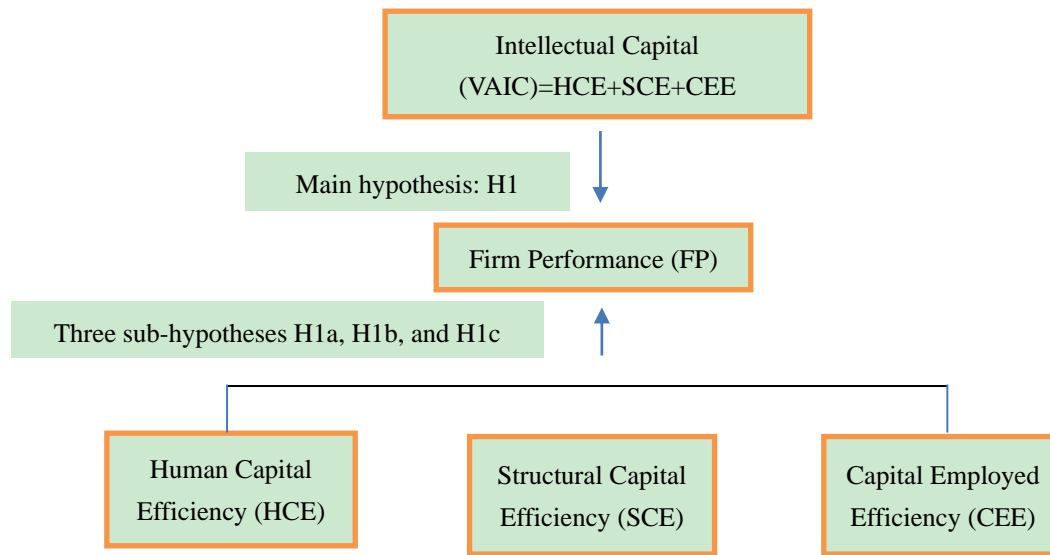 Intellectual Capital
(VAIC)=HCE+SCE+CEE
Main hypothesis: H1
Firm Performance (FP)
Three sub-hypotheses H1a, H1b, and H1c
Human Capital
Efficiency (HCE)
Structural Capital
Efficiency (SCE)
Capital Employed
Efficiency (CEE)